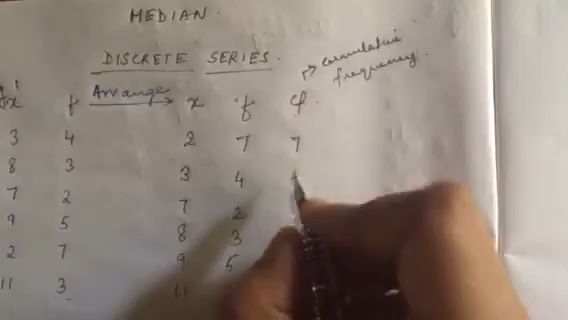 MEDIAN.
DISCRETE SERIES.
cumulative
frequency.
x f Arrange x f cf.
3 4 2 7 7
8 3 3 4
7 2 7 2
9 5 8 3
2 7 9 5
11 3 11